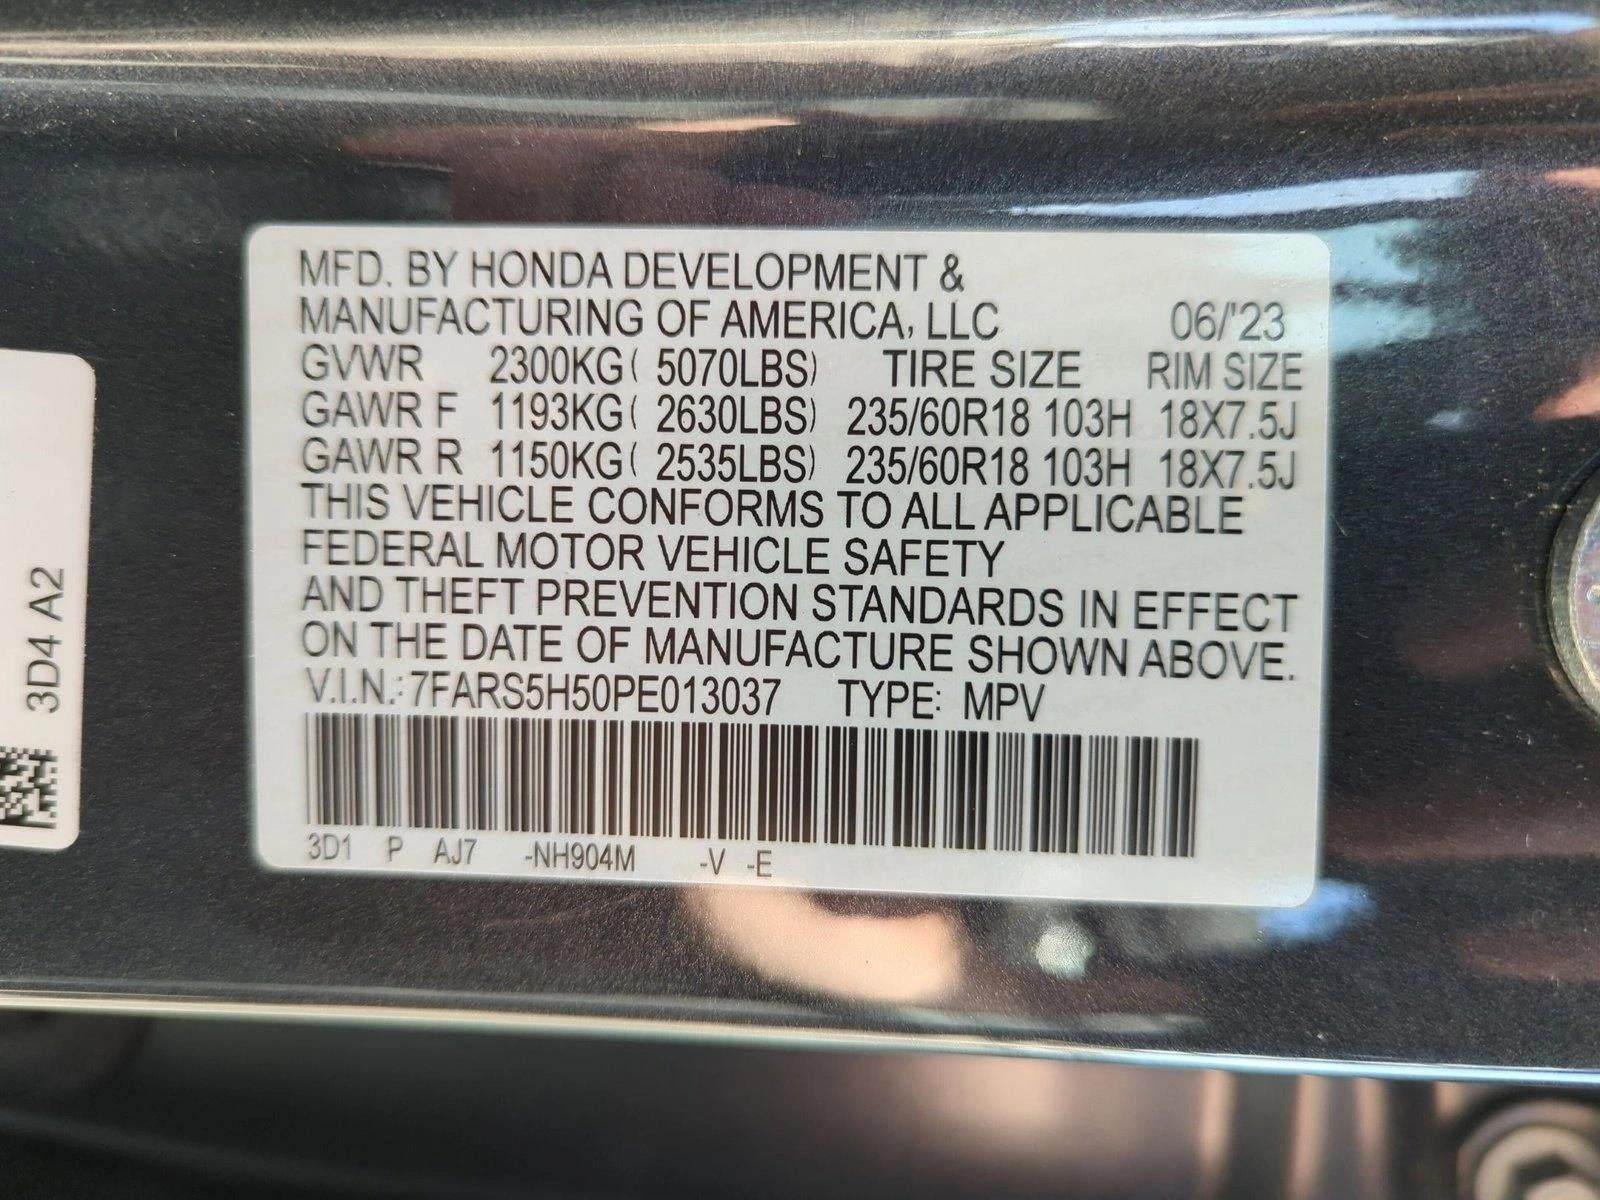 MFD. BY HONDA DEVELOPMENT &
MANUFACTURING OF AMERICA, LLC 06/'23
GVWR 2300KG( 5070LBS) TIRE SIZE RIM SIZE
GAWR F 1193KG( 2630LBS) 235/60R18 103H 18X7.5J
GAWR R 1150KG( 2535LBS) 235/60R18 103H 18X7.5J
THIS VEHICLE CONFORMS TO ALL APPLICABLE
FEDERAL MOTOR VEHICLE SAFETY
AND THEFT PREVENTION STANDARDS IN EFFECT
ON THE DATE OF MANUFACTURE SHOWN ABOVE.
V.I.N.: 7FARS5H50PE013037 TYPE: MPV
3D1 P AJ7 -NH904M -V -E
3D4 A2